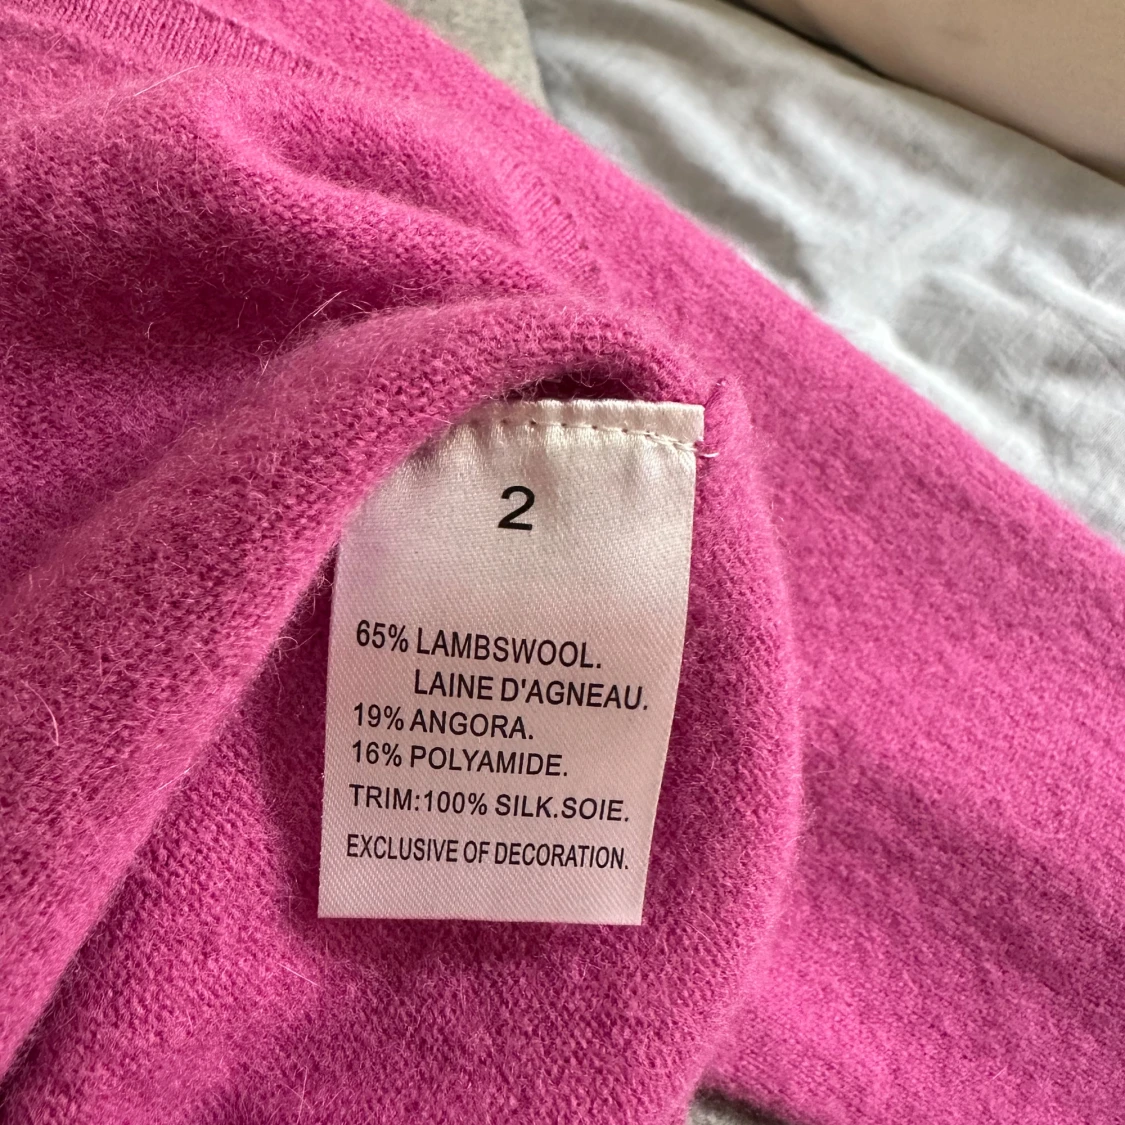 2
65% LAMBSWOOL.
LAINE D'AGNEAU.
19% ANGORA.
16% POLYAMIDE.
TRIM:100% SILK.SOIE.
EXCLUSIVE OF DECORATION.